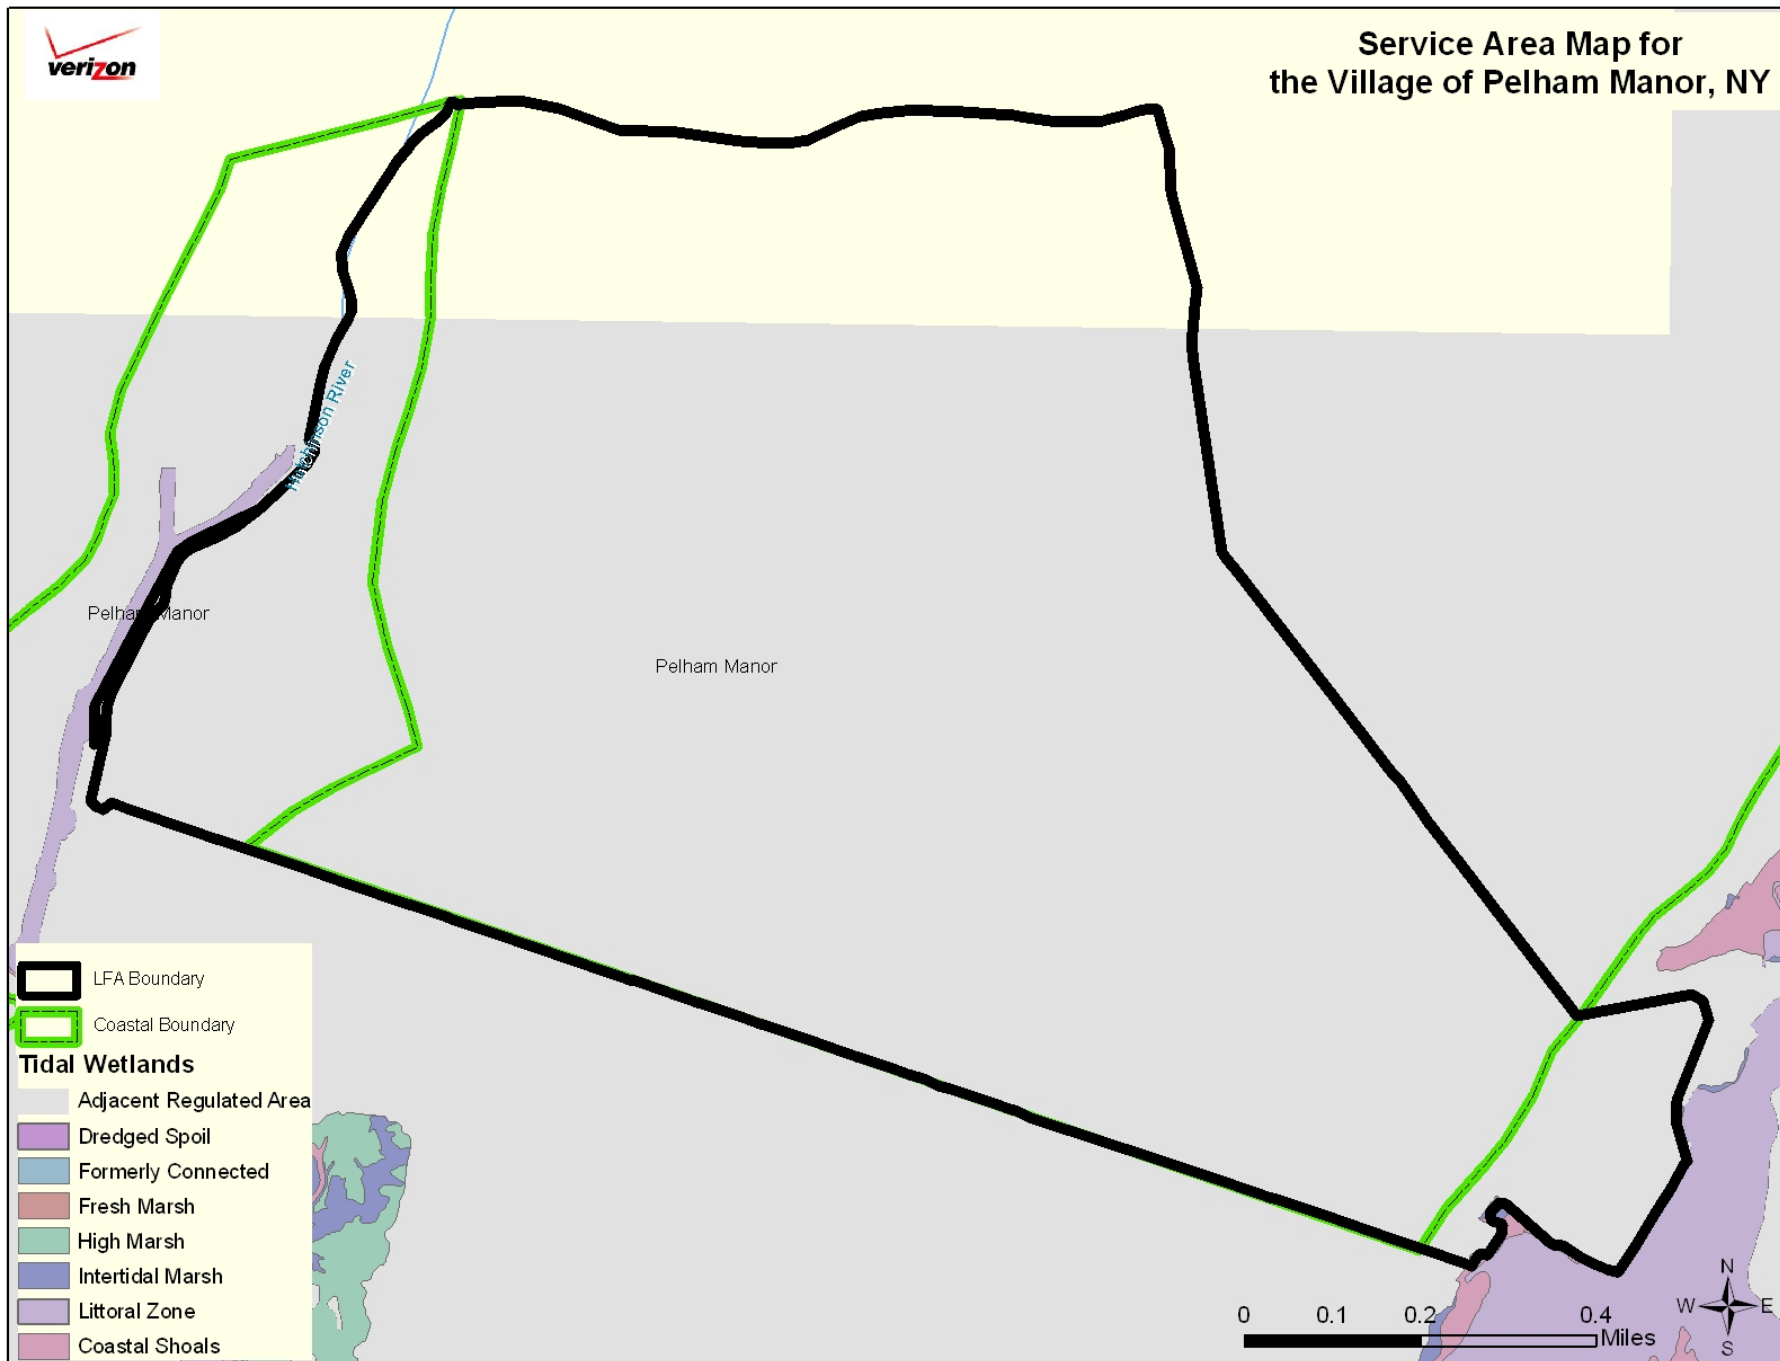 verizon
Service Area Map for
the Village of Pelham Manor, NY
Hutchinson River
Pelham Manor
Pelham Manor
LFA Boundary
Coastal Boundary
Tidal Wetlands
Adjacent Regulated Area
Dredged Spoil
Formerly Connected
Fresh Marsh
High Marsh
Intertidal Marsh
Littoral Zone
Coastal Shoals
0 0.1 0.2 0.4
Miles
N
W E
S